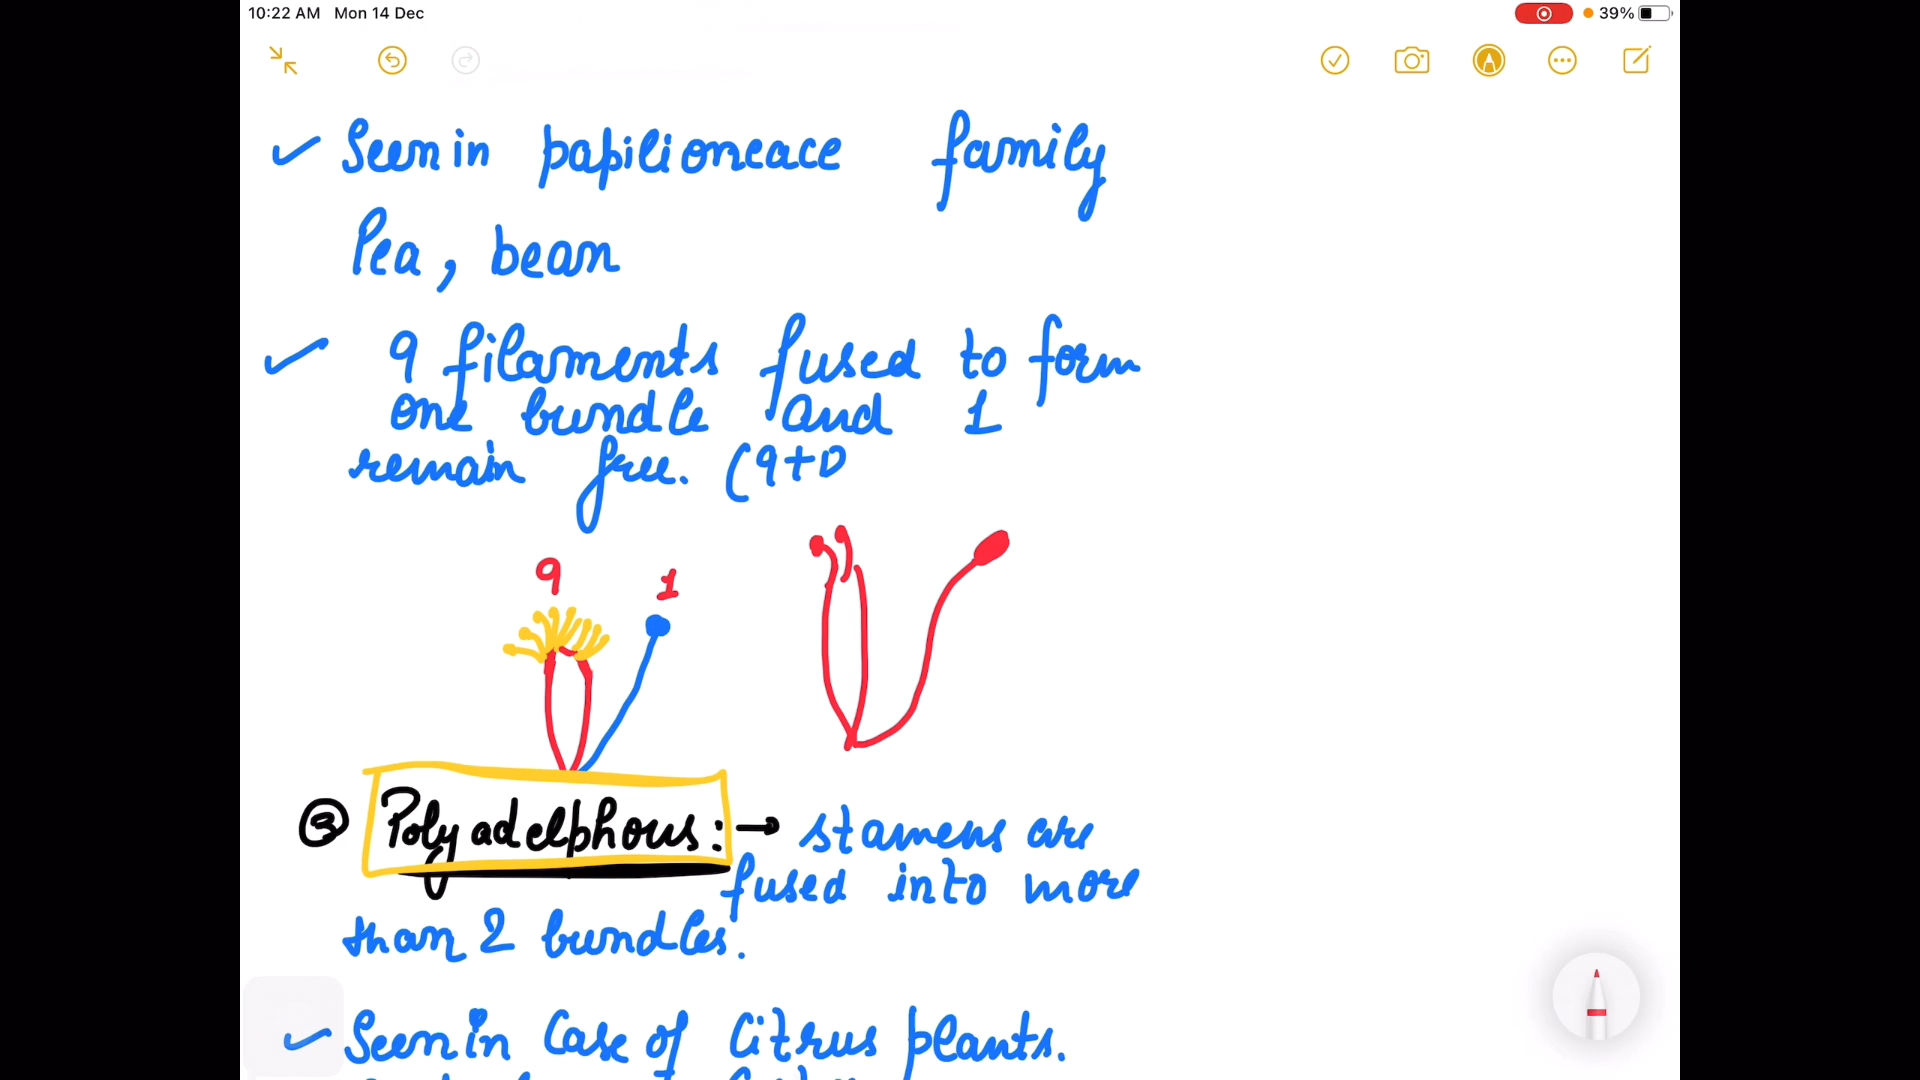 10:22 AM Mon 14 Dec
39%
Seen in papilioneace family
Pea, bean
9 filaments fused to form
one bundle and 1
remain free. (9+1)
9
1
③ Polyadelphous: → stamens are
fused into more
than 2 bundles.
Seen in Case of Citrus plants.